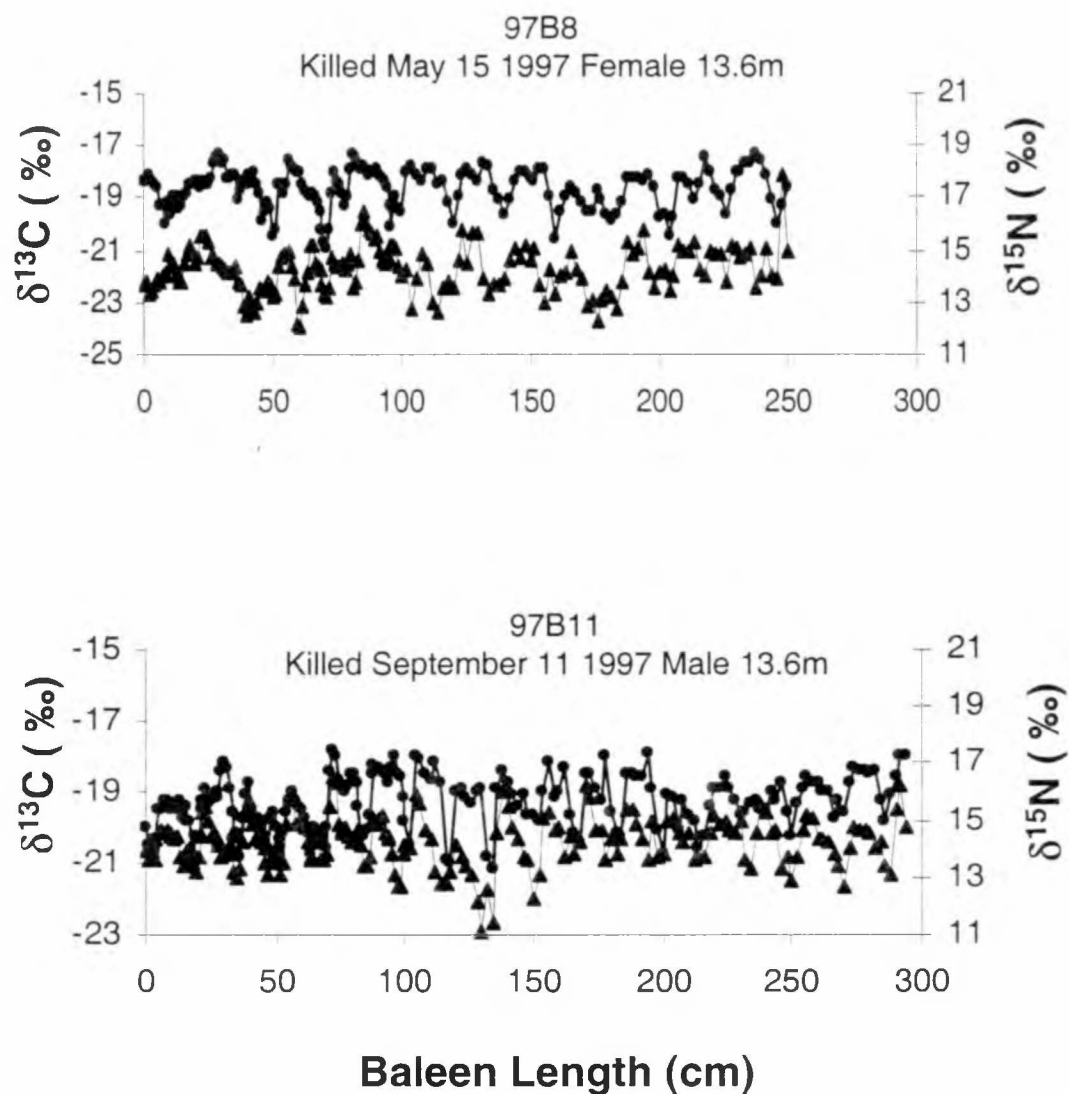 97B8
Killed May 15 1997 Female 13.6m
δ13C ( ‰)
-15
-17
-19
-21
-23
-25
21
19
17
15
13
11
δ15N ( ‰)
0 50 100 150 200 250 300
97B11
Killed September 11 1997 Male 13.6m
δ13C ( ‰)
-15
-17
-19
-21
-23
21
19
17
15
13
11
δ15N ( ‰)
0 50 100 150 200 250 300
Baleen Length (cm)